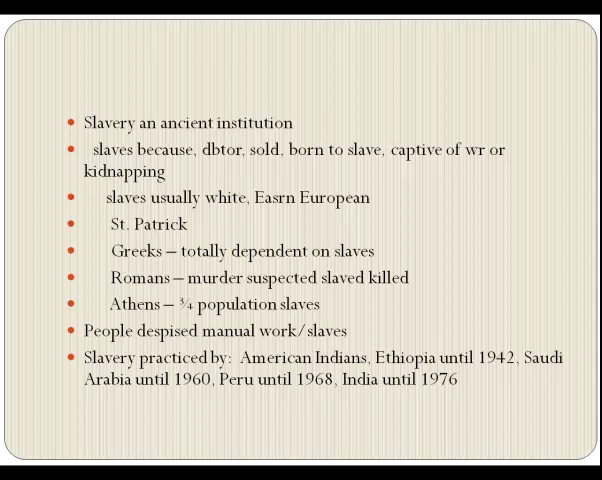 Slavery an ancient institution
slaves because, dbtor, sold, born to slave, captive of wr or
kidnapping
slaves usually white, Easrn European
St. Patrick
Greeks – totally dependent on slaves
Romans – murder suspected slaved killed
Athens – ¾ population slaves
People despised manual work/slaves
Slavery practiced by: American Indians, Ethiopia until 1942, Saudi
Arabia until 1960, Peru until 1968, India until 1976